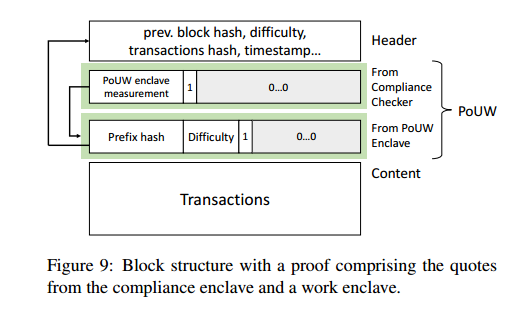 prev. block hash, difficulty,
transactions hash, timestamp...
Header
PoUW enclave
measurement
1
0...0
From
Compliance
Checker
PoUW
Prefix hash
Difficulty
1
0...0
From PoUW
Enclave
Content
Transactions
Figure 9: Block structure with a proof comprising the quotes
from the compliance enclave and a work enclave.